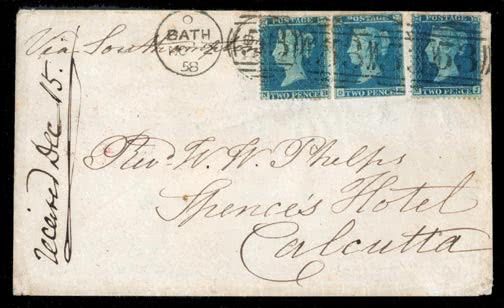 Via Southampton
BATH
58
POSTAGE POSTAGE POSTAGE
TWO PENCE TWO PENCE TWO PENCE
Revd. W. W. Phelps
Spence's Hotel
Calcutta
received Dec 15.